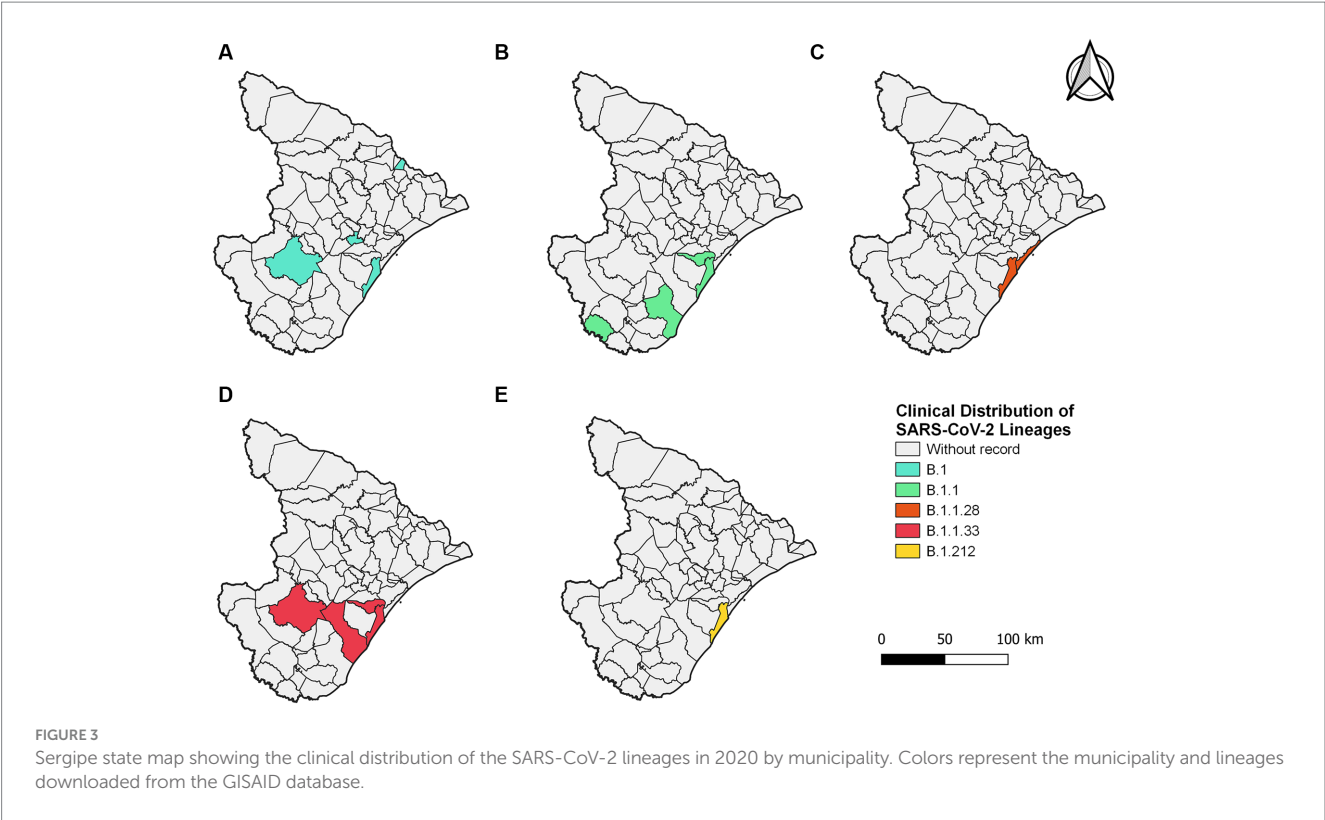 A
B
C
D
E
Clinical Distribution of
SARS-CoV-2 Lineages
Without record
B.1
B.1.1
B.1.1.28
B.1.1.33
B.1.212
0 50 100 km
FIGURE 3
Sergipe state map showing the clinical distribution of the SARS-CoV-2 lineages in 2020 by municipality. Colors represent the municipality and lineages
downloaded from the GISAID database.